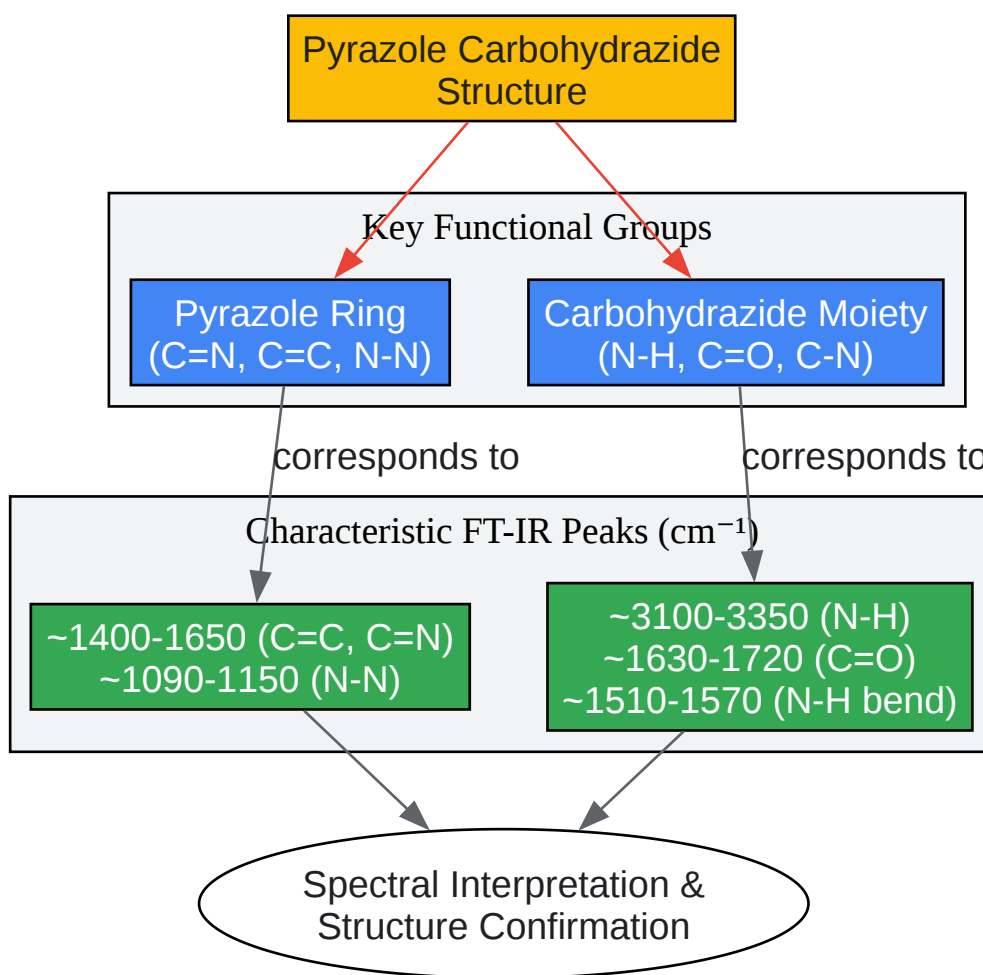 Pyrazole Carbohydrazide
Structure
Key Functional Groups
Pyrazole Ring
(C=N, C=C, N-N)
Carbohydrazide Moiety
(N-H, C=O, C-N)
corresponds to
corresponds to
Characteristic FT-IR Peaks (cm⁻¹)
~1400-1650 (C=C, C=N)
~1090-1150 (N-N)
~3100-3350 (N-H)
~1630-1720 (C=O)
~1510-1570 (N-H bend)
Spectral Interpretation &
Structure Confirmation